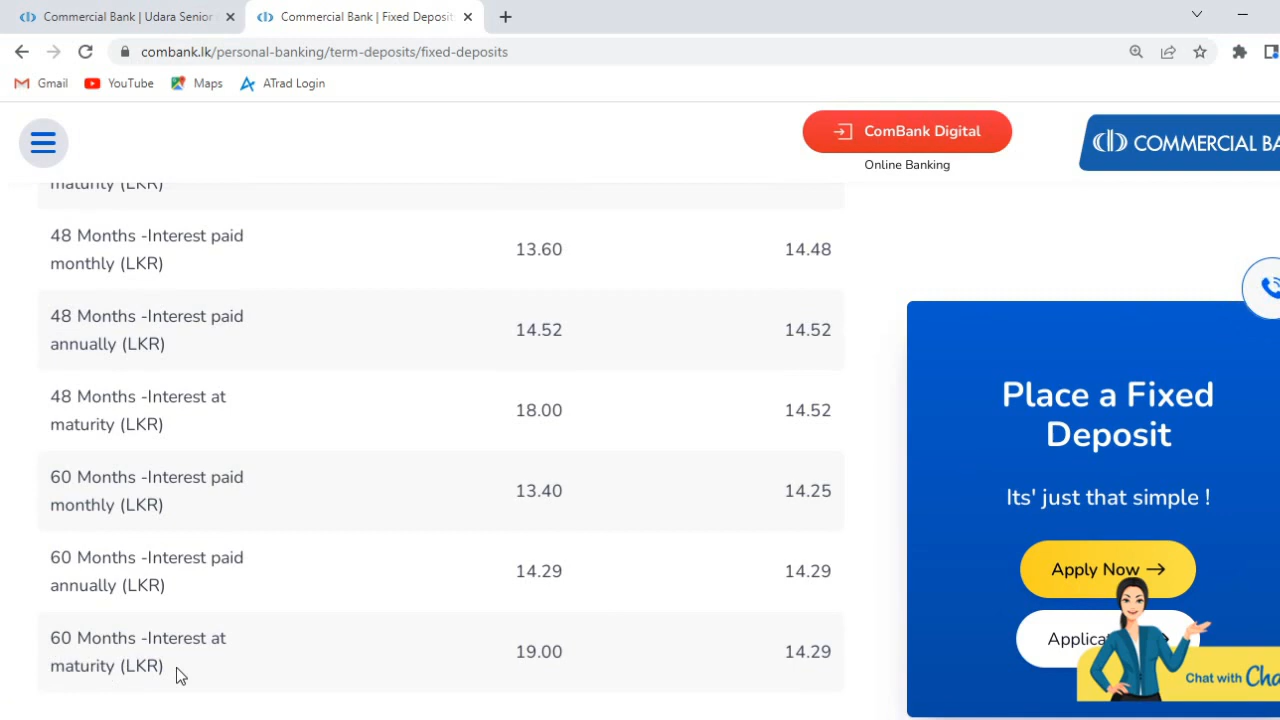 Commercial Bank | Udara Senior
Commercial Bank | Fixed Deposit
combank.lk/personal-banking/term-deposits/fixed-deposits
Gmail YouTube Maps ATrad Login
ComBank Digital
Online Banking
COMMERCIAL BA
maturity (LKR)
48 Months -Interest paid
monthly (LKR)
13.60 14.48
48 Months -Interest paid
annually (LKR)
14.52 14.52
48 Months -Interest at
maturity (LKR)
18.00 14.52
60 Months -Interest paid
monthly (LKR)
13.40 14.25
60 Months -Interest paid
annually (LKR)
14.29 14.29
60 Months -Interest at
maturity (LKR)
19.00 14.29
Place a Fixed
Deposit
Its' just that simple !
Apply Now
Chat with Cha